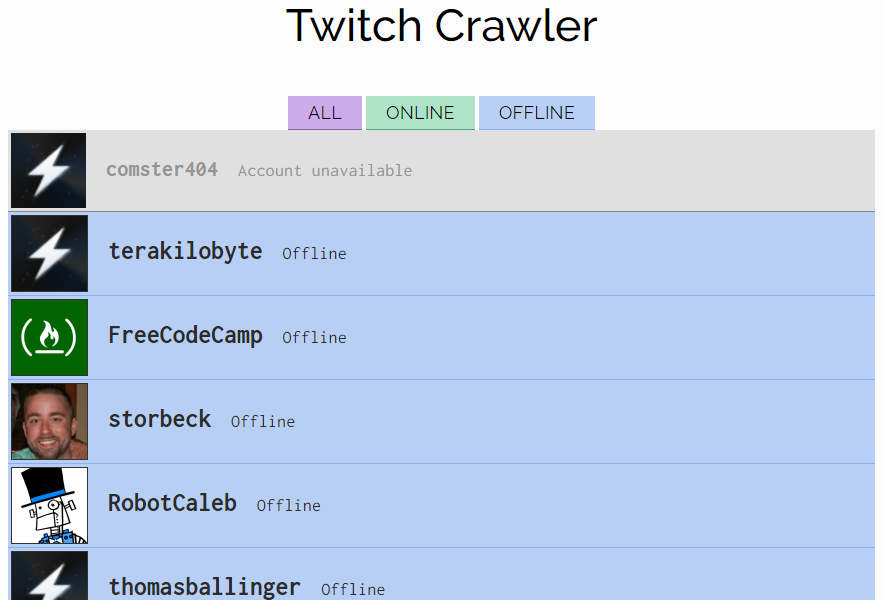 Twitch Crawler
ALL ONLINE OFFLINE
comster404 Account unavailable
terakilobyte Offline
FreeCodeCamp Offline
storbeck Offline
RobotCaleb Offline
thomasballinger Offline